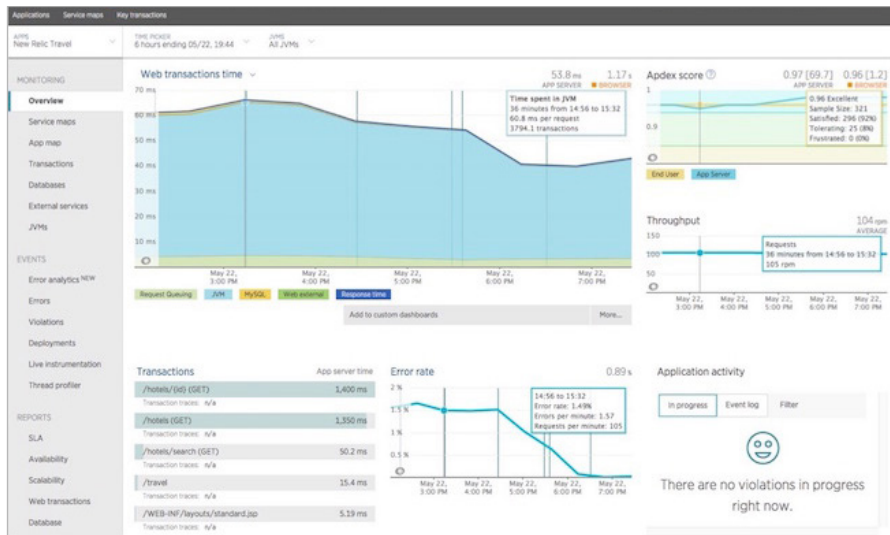 Applications Service maps Key transactions
APPS
New Relic Travel
TIME PICKER
6 hours ending 05/22, 19:44
JVMS
All JVMs
MONITORING
Overview
Service maps
App map
Transactions
Databases
External services
JVMs
EVENTS
Error analytics NEW
Errors
Violations
Deployments
Live instrumentation
Thread profiler
REPORTS
SLA
Availability
Scalability
Web transactions
Database
Web transactions time
53.8 ms 1.17 s
APP SERVER BROWSER
70 ms
60 ms
50 ms
40 ms
30 ms
20 ms
10 ms
Time spent in JVM
36 minutes from 14:56 to 15:32
60.8 ms per request
3794.1 transactions
May 22, 3:00 PM
May 22, 4:00 PM
May 22, 5:00 PM
May 22, 6:00 PM
May 22, 7:00 PM
Request Queuing JVM MySQL Web external Response time
Add to custom dashboards More...
Apdex score ?
0.97 [69.7] 0.96 [1.2]
APP SERVER BROWSER
1
0.9
0.96 Excellent
Sample Size: 321
Satisfied: 296 (92%)
Tolerating: 25 (8%)
Frustrated: 0 (0%)
End User App Server
Throughput
104 rpm
AVERAGE
150
100
50
Requests
36 minutes from 14:56 to 15:32
105 rpm
May 22, 3:00 PM
May 22, 4:00 PM
May 22, 5:00 PM
May 22, 6:00 PM
May 22, 7:00 PM
Transactions App server time
/hotels/{id} (GET) 1,400 ms
Transaction traces: n/a
/hotels (GET) 1,350 ms
Transaction traces: n/a
/hotels/search (GET) 50.2 ms
Transaction traces: n/a
/travel 15.4 ms
Transaction traces: n/a
/WEB-INF/layouts/standard.jsp 5.19 ms
Transaction traces: n/a
Error rate 0.89 %
2 %
1.5 %
1 %
0.5 %
14:56 to 15:32
Error rate: 1.49%
Errors per minute: 1.57
Requests per minute: 105
May 22, 3:00 PM
May 22, 4:00 PM
May 22, 5:00 PM
May 22, 6:00 PM
May 22, 7:00 PM
Application activity
In progress Event log Filter
There are no violations in progress
right now.